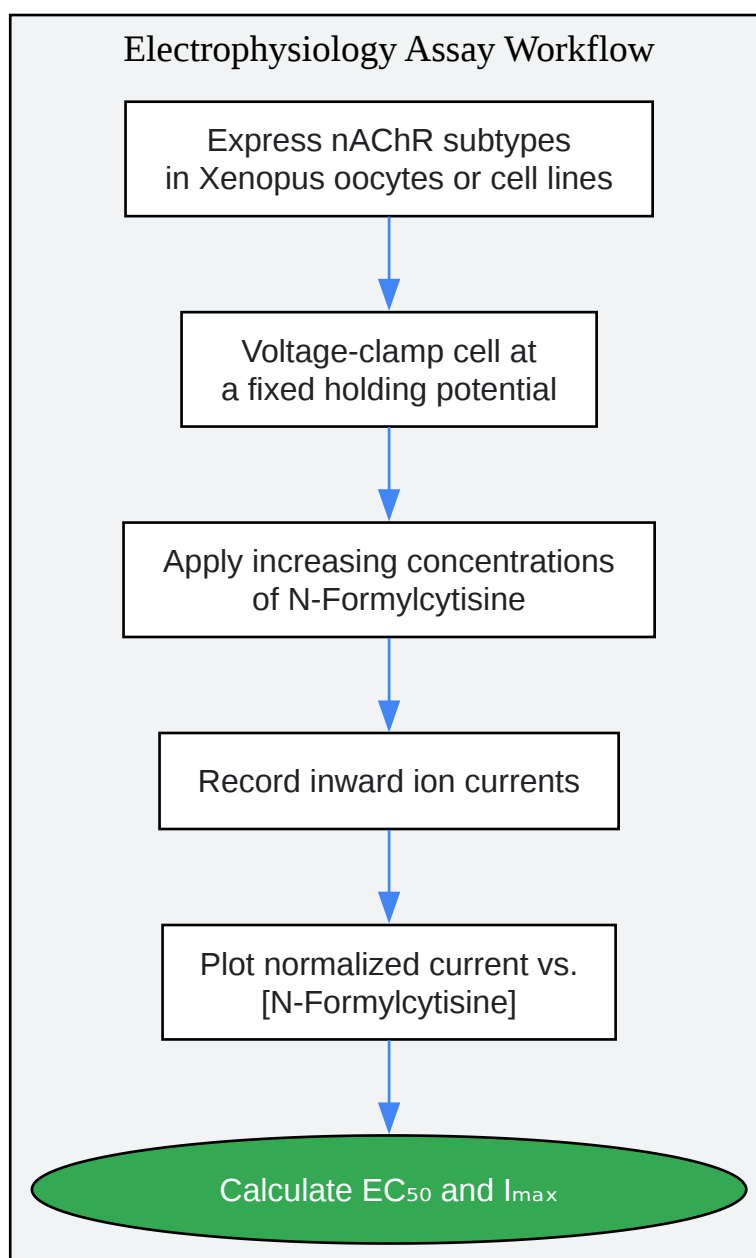 Electrophysiology Assay Workflow
Express nAChR subtypes
in Xenopus oocytes or cell lines
Voltage-clamp cell at
a fixed holding potential
Apply increasing concentrations
of N-Formylcytisine
Record inward ion currents
Plot normalized current vs.
[N-Formylcytisine]
Calculate EC₅₀ and Iₘₐₓ